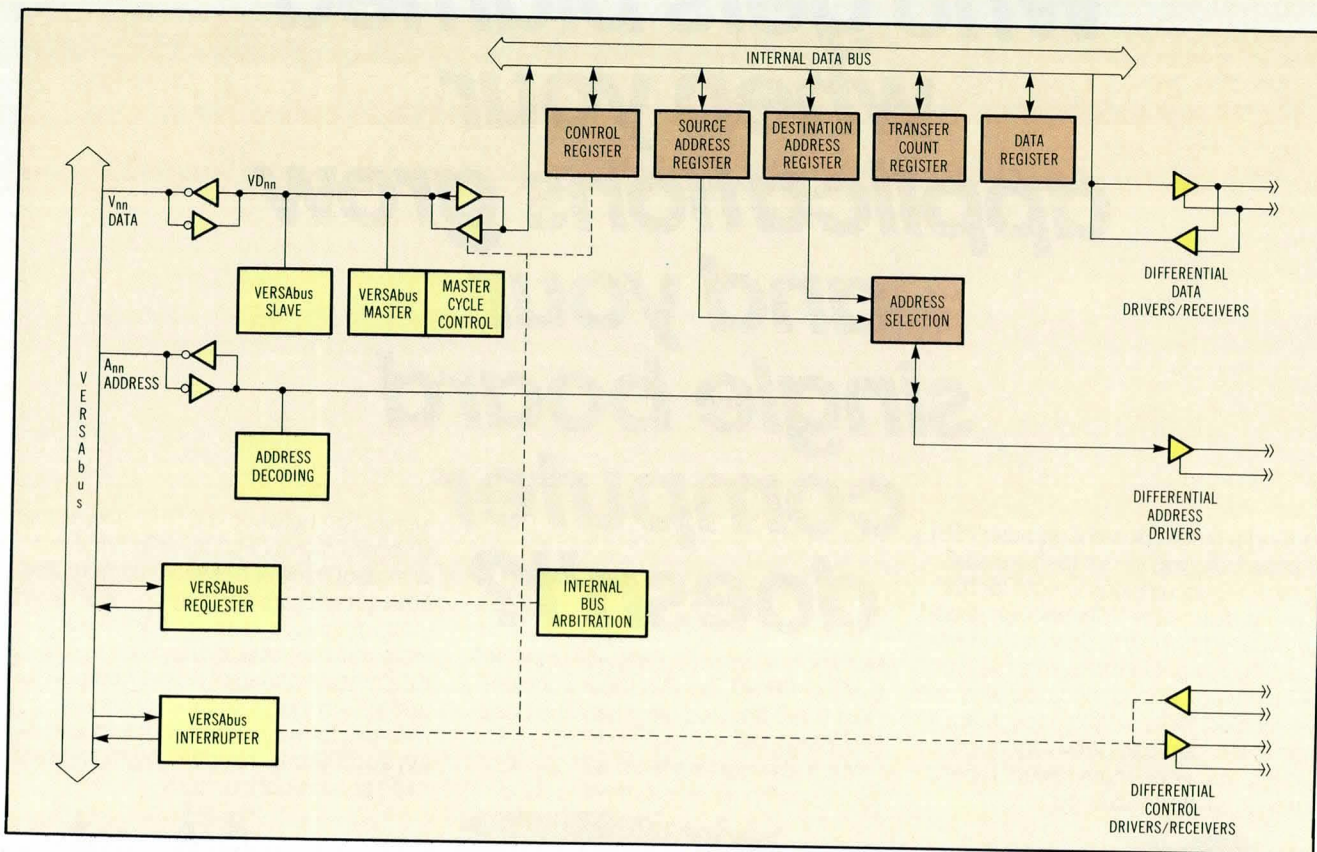 INTERNAL DATA BUS
CONTROL
REGISTER
SOURCE
ADDRESS
REGISTER
DESTINATION
ADDRESS
REGISTER
TRANSFER
COUNT
REGISTER
DATA
REGISTER
Vnn
DATA
VDnn
VERSAbus
SLAVE
VERSAbus
MASTER
MASTER
CYCLE
CONTROL
ADDRESS
SELECTION
DIFFERENTIAL
DATA
DRIVERS/RECEIVERS
VERSAbus
Ann
ADDRESS
ADDRESS
DECODING
DIFFERENTIAL
ADDRESS
DRIVERS
VERSAbus
REQUESTER
INTERNAL
BUS
ARBITRATION
VERSAbus
INTERRUPTER
DIFFERENTIAL
CONTROL
DRIVERS/RECEIVERS